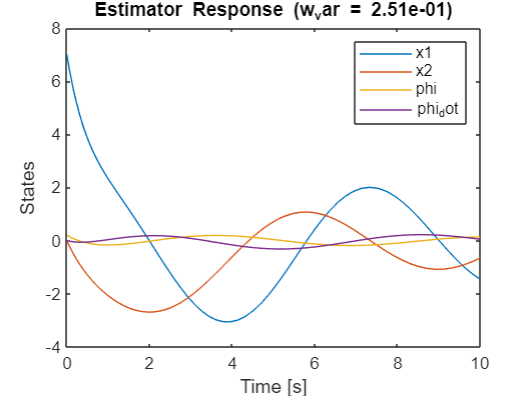 Estimator Response (wᵥar = 2.51e-01)
8
6
4
2
0
-2
-4
States
x1
x2
phi
phi_dot
0 2 4 6 8 10
Time [s]